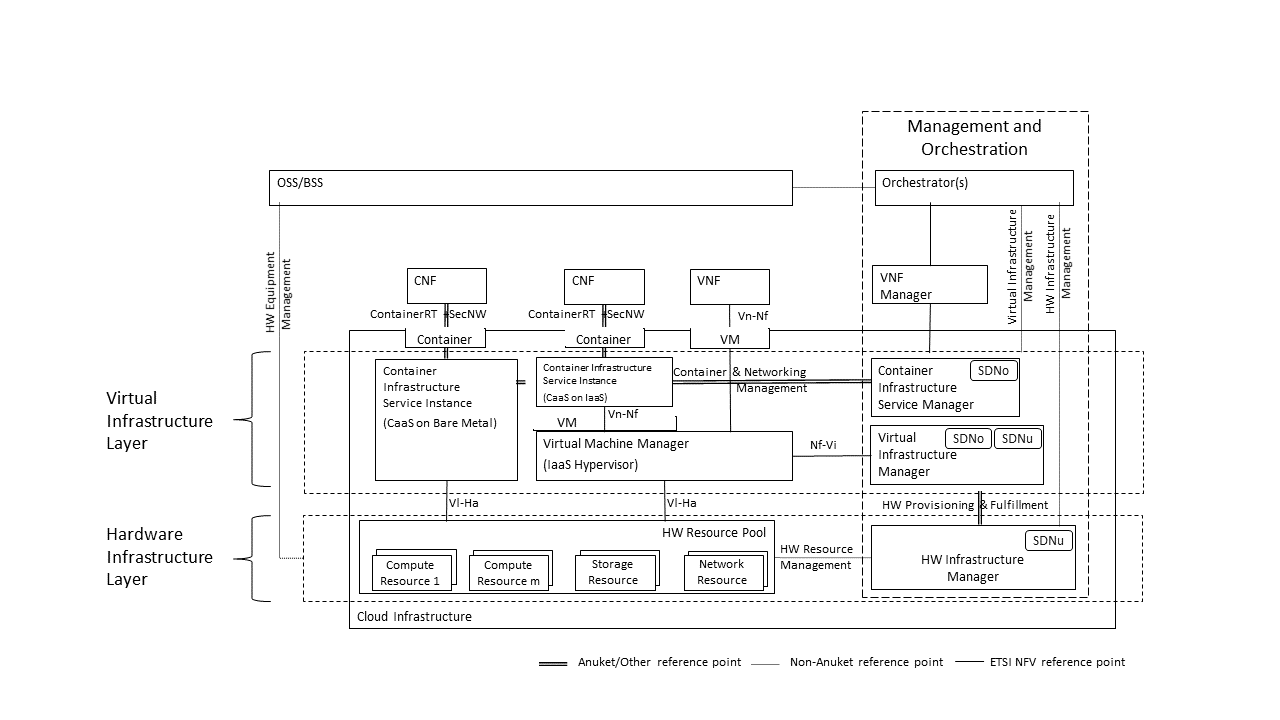 Management and
Orchestration
OSS/BSS
Orchestrator(s)
HW Equipment
Management
Virtual Infrastructure
Management
HW Infrastructure
Management
CNF
CNF
VNF
VNF
Manager
ContainerRT
SecNW
ContainerRT
SecNW
Vn-Nf
Container
Container
VM
Virtual
Infrastructure
Layer
Container
Infrastructure
Service Instance
(CaaS on Bare Metal)
Container Infrastructure
Service Instance
(CaaS on IaaS)
Container & Networking
Management
Container
Infrastructure
Service Manager
SDNo
Vn-Nf
VM
Virtual Machine Manager
(IaaS Hypervisor)
Nf-Vi
Virtual
Infrastructure
Manager
SDNo
SDNu
Vl-Ha
Vl-Ha
HW Provisioning & Fulfillment
Hardware
Infrastructure
Layer
HW Resource Pool
Compute
Resource 1
Compute
Resource m
Storage
Resource
Network
Resource
HW Resource
Management
SDNu
HW Infrastructure
Manager
Cloud Infrastructure
Anuket/Other reference point
Non-Anuket reference point
ETSI NFV reference point